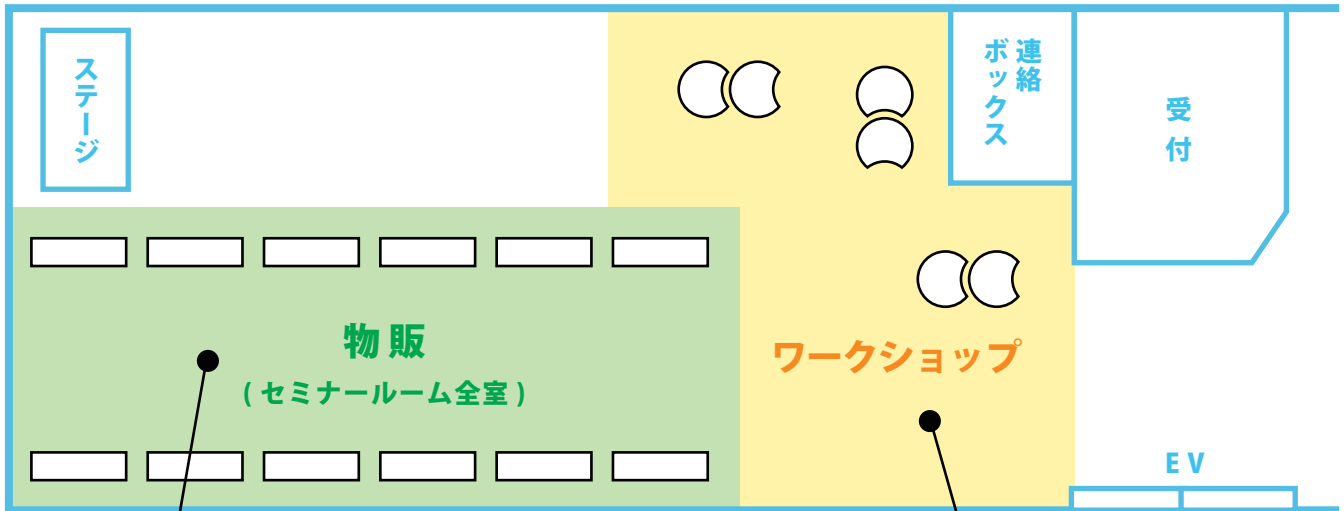 ステージ
連絡
ボックス
受付
物販
(セミナールーム全室)
ワークショップ
EV